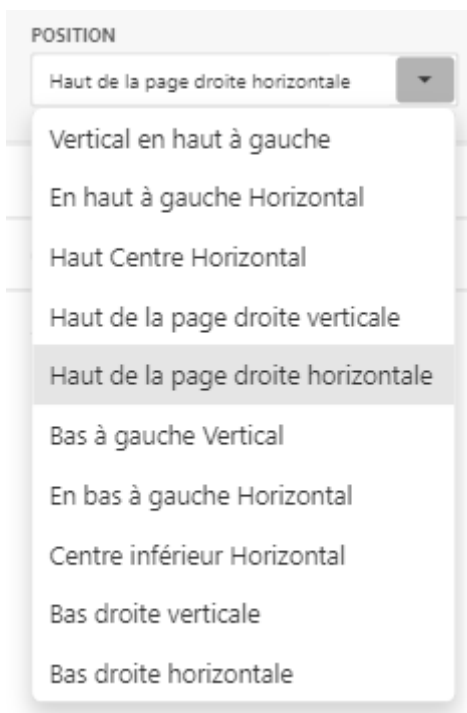 POSITION
Haut de la page droite horizontale
Vertical en haut à gauche
En haut à gauche Horizontal
Haut Centre Horizontal
Haut de la page droite verticale
Haut de la page droite horizontale
Bas à gauche Vertical
En bas à gauche Horizontal
Centre inférieur Horizontal
Bas droite verticale
Bas droite horizontale